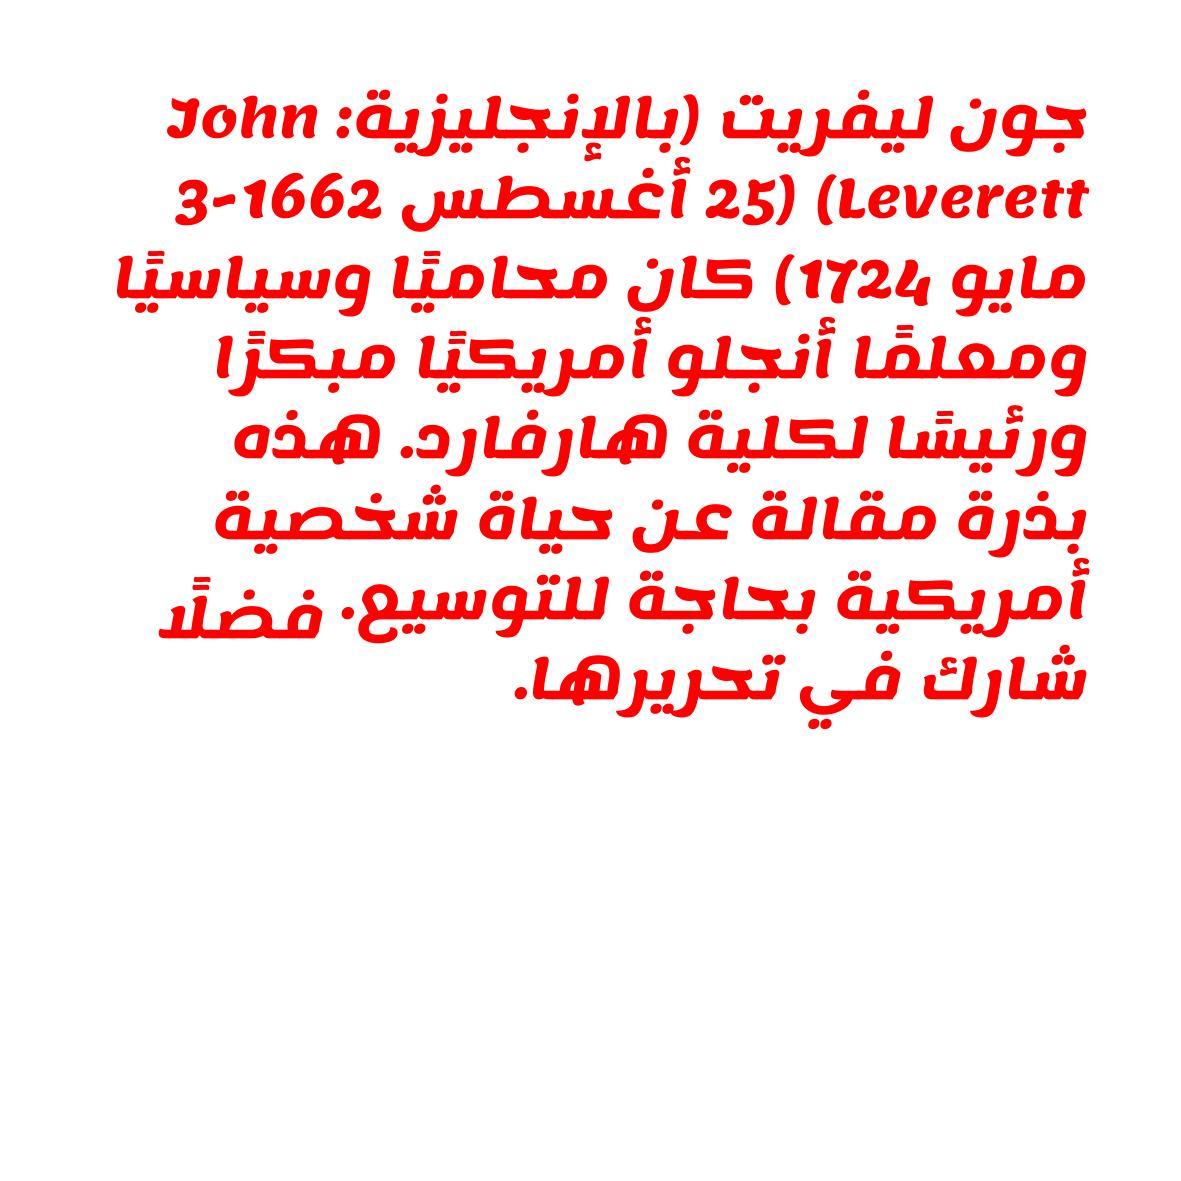 جون ليفريت (بالإنجليزية: John
Leverett) (25 أغسطس 1662-3
مايو 1724) كان محاميًا وسياسيًا
ومعلمًا أنجلو أمريكيًا مبكرًا
ورئيسًا لكلية هارفارد. هذه
بذرة مقالة عن حياة شخصية
أمريكية بحاجة للتوسيع. فضلًا
شارك في تحريرها.